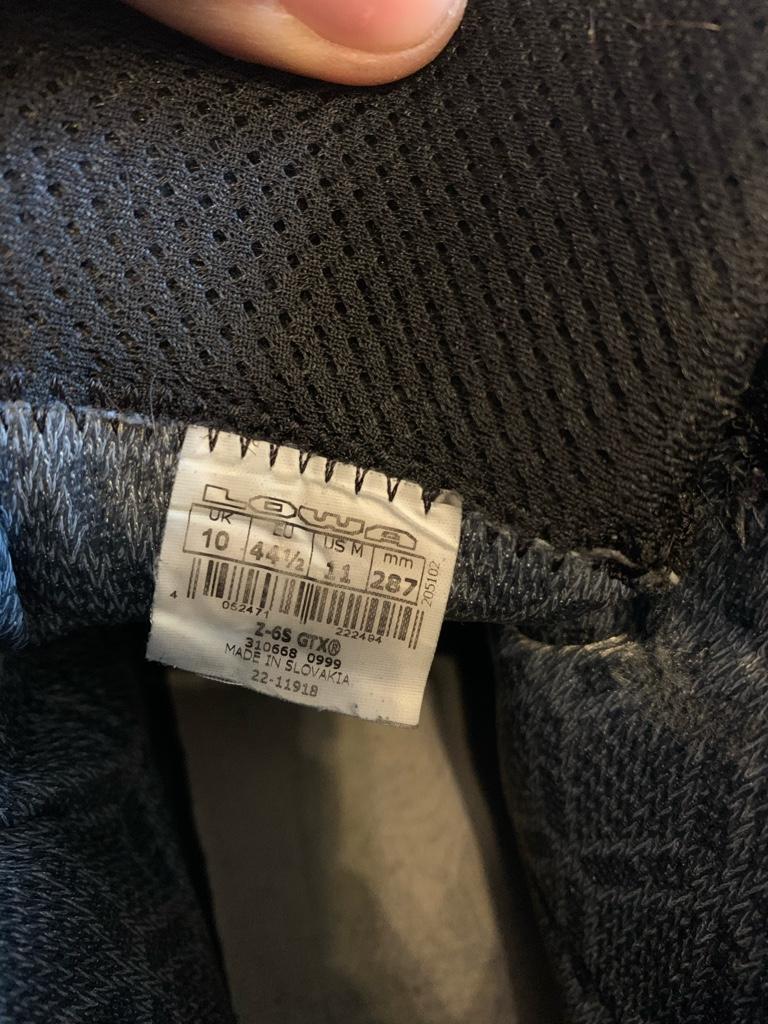 LOWA
UK EU US M mm
10 44½ 11 287
205102
4 062471 222494
Z-6S GTX®
310668 0999
MADE IN SLOVAKIA
22-11918